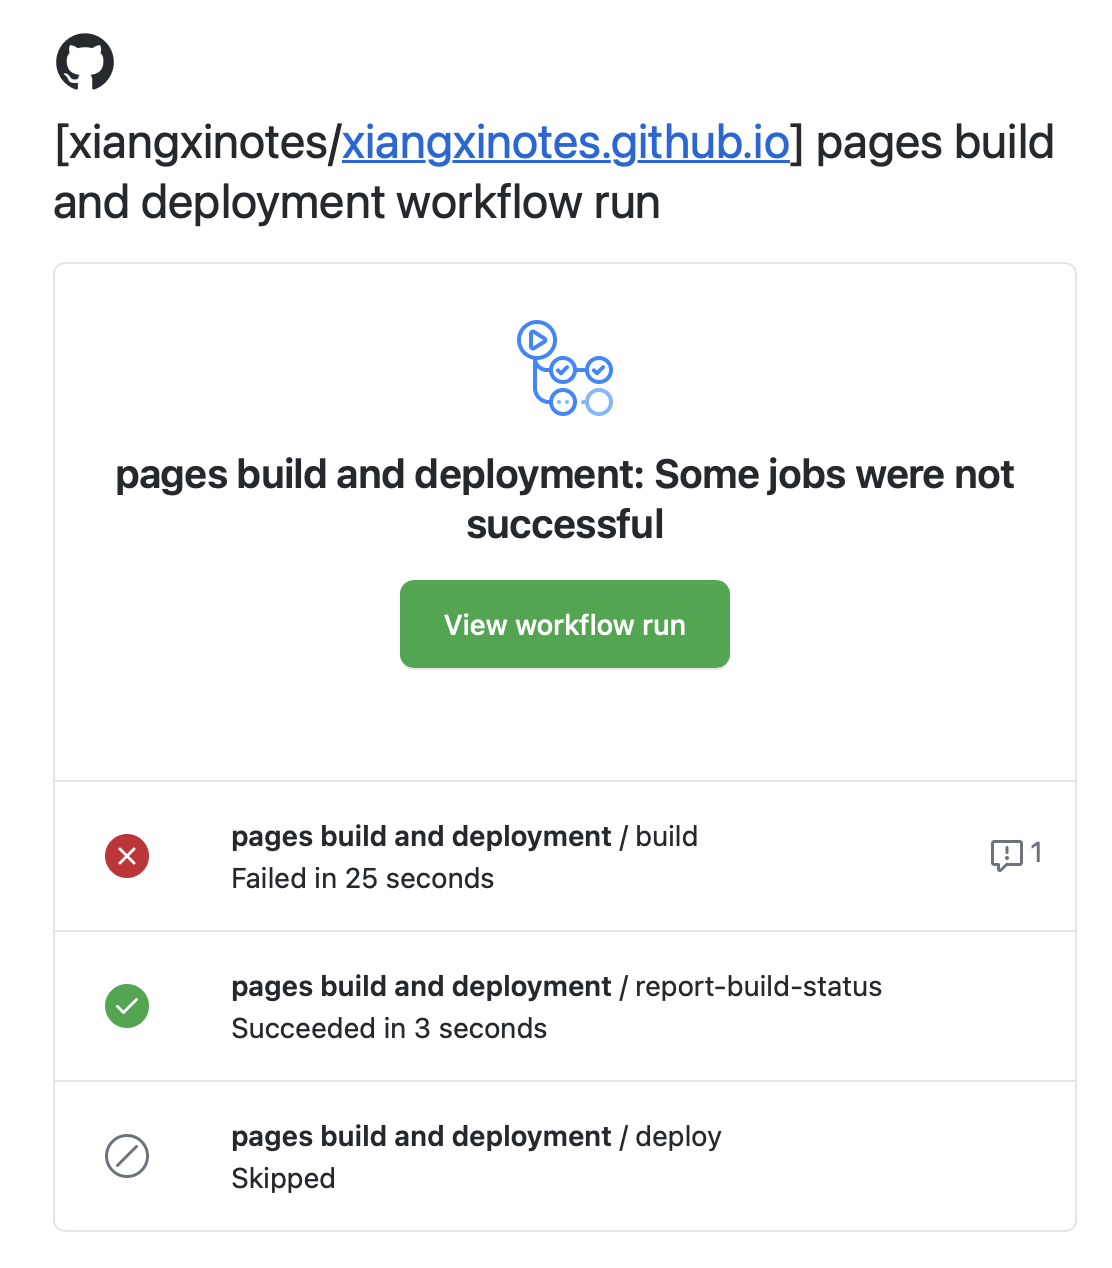 [xiangxinotes/xiangxinotes.github.io] pages build
and deployment workflow run
pages build and deployment: Some jobs were not
successful
View workflow run
pages build and deployment / build
Failed in 25 seconds
1
pages build and deployment / report-build-status
Succeeded in 3 seconds
pages build and deployment / deploy
Skipped